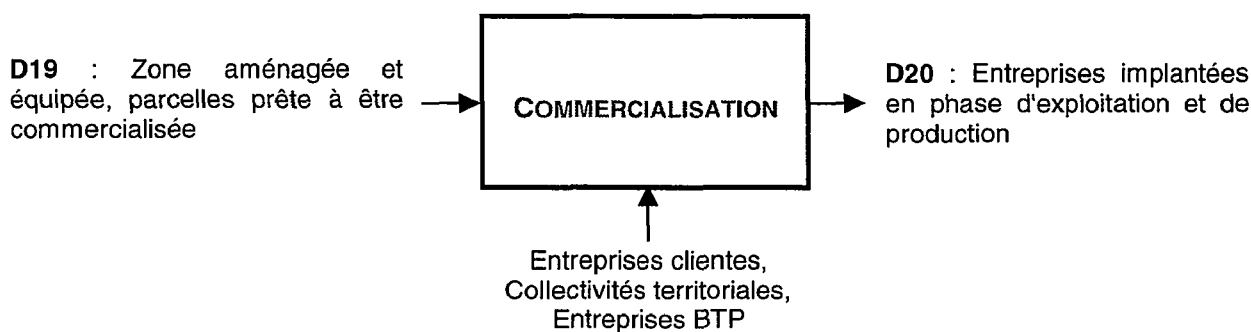 D19 : Zone aménagée et
équipée, parcelles prête à être
commercialisée
COMMERCIALISATION
D20 : Entreprises implantées
en phase d'exploitation et de
production
Entreprises clientes,
Collectivités territoriales,
Entreprises BTP